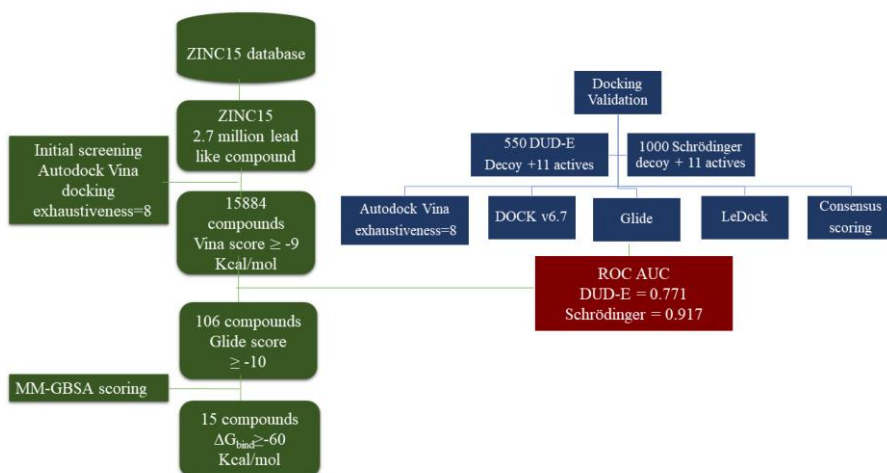 ZINC15 database
ZINC15
2.7 million lead
like compound
Initial screening
Autodock Vina
docking
exhaustiveness=8
15884
compounds
Vina score ≥ -9
Kcal/mol
106 compounds
Glide score
≥ -10
MM-GBSA scoring
15 compounds
ΔGbind≥-60
Kcal/mol
Docking
Validation
550 DUD-E
Decoy +11 actives
1000 Schrödinger
decoy + 11 actives
Autodock Vina
exhaustiveness=8
DOCK v6.7
Glide
LeDock
Consensus
scoring
ROC AUC
DUD-E = 0.771
Schrödinger = 0.917